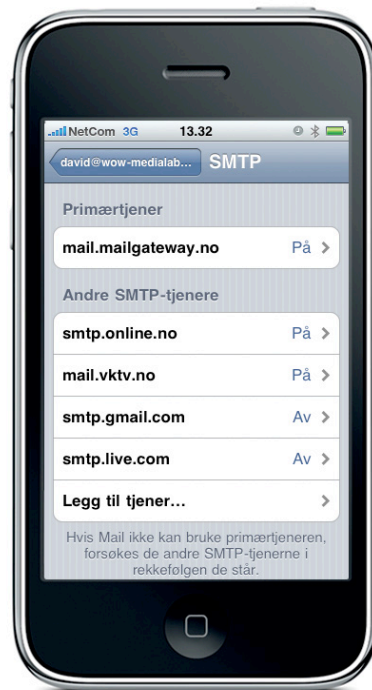 NetCom 3G 13.32
david@wow-medialab... SMTP
Primærtjener
mail.mailgateway.no På
Andre SMTP-tjenere
smtp.online.no På
mail.vktv.no På
smtp.gmail.com Av
smtp.live.com Av
Legg til tjener...
Hvis Mail ikke kan bruke primærtjeneren,
forsøkes de andre SMTP-tjenerne i
rekkefølgen de står.